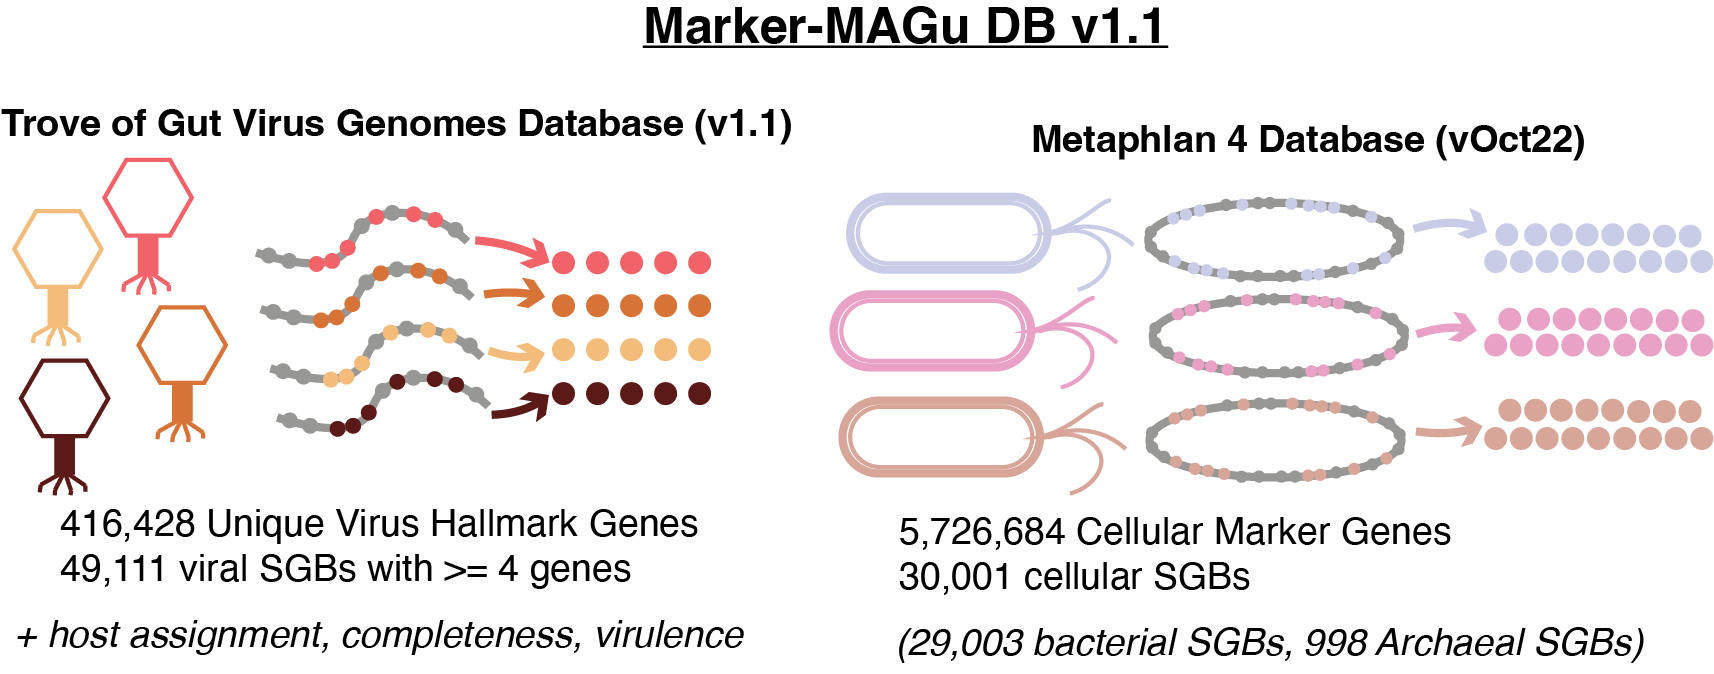 Marker-MAGu DB v1.1
Trove of Gut Virus Genomes Database (v1.1)
416,428 Unique Virus Hallmark Genes
49,111 viral SGBs with >= 4 genes
+ host assignment, completeness, virulence
Metaphlan 4 Database (vOct22)
5,726,684 Cellular Marker Genes
30,001 cellular SGBs
(29,003 bacterial SGBs, 998 Archaeal SGBs)